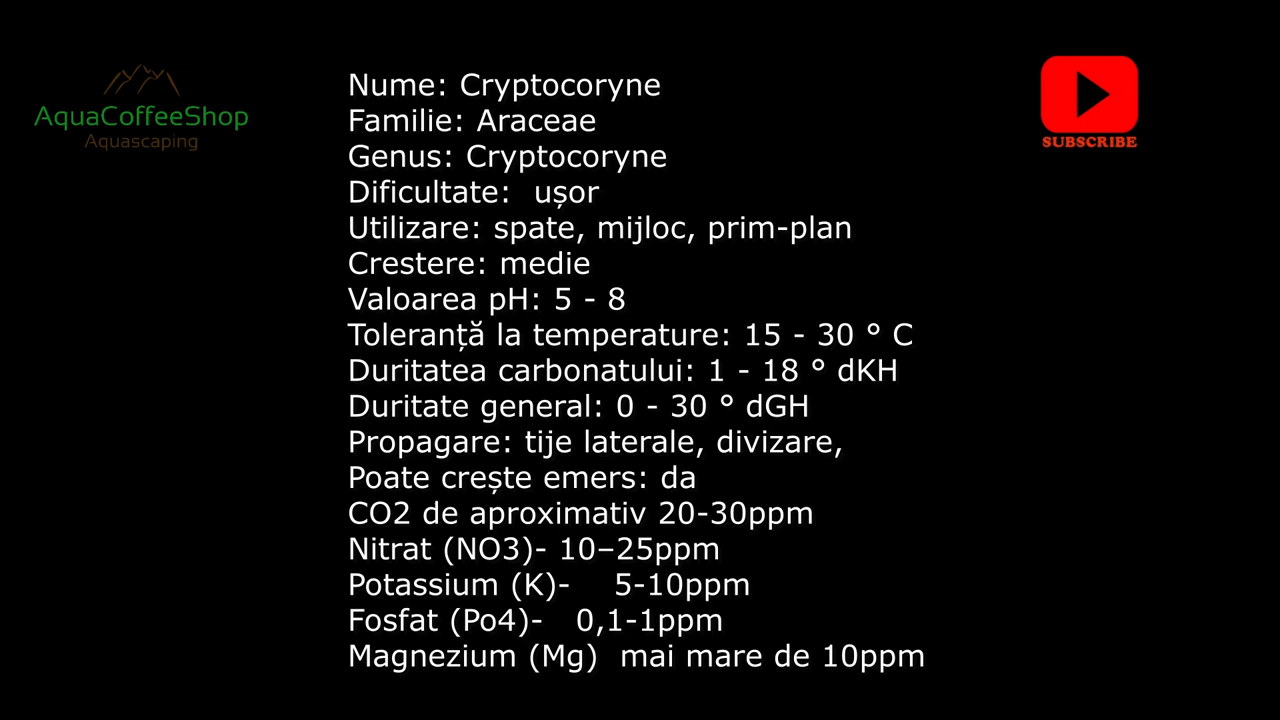 AquaCoffeeShop
Aquascaping
SUBSCRIBE
Nume: Cryptocoryne
Familie: Araceae
Genus: Cryptocoryne
Dificultate:  ușor
Utilizare: spate, mijloc, prim-plan
Crestere: medie
Valoarea pH: 5 - 8
Toleranță la temperature: 15 - 30 ° C
Duritatea carbonatului: 1 - 18 ° dKH
Duritate general: 0 - 30 ° dGH
Propagare: tije laterale, divizare,
Poate crește emers: da
CO2 de aproximativ 20-30ppm
Nitrat (NO3)- 10–25ppm
Potassium (K)-    5-10ppm
Fosfat (Po4)-   0,1-1ppm
Magnezium (Mg)  mai mare de 10ppm